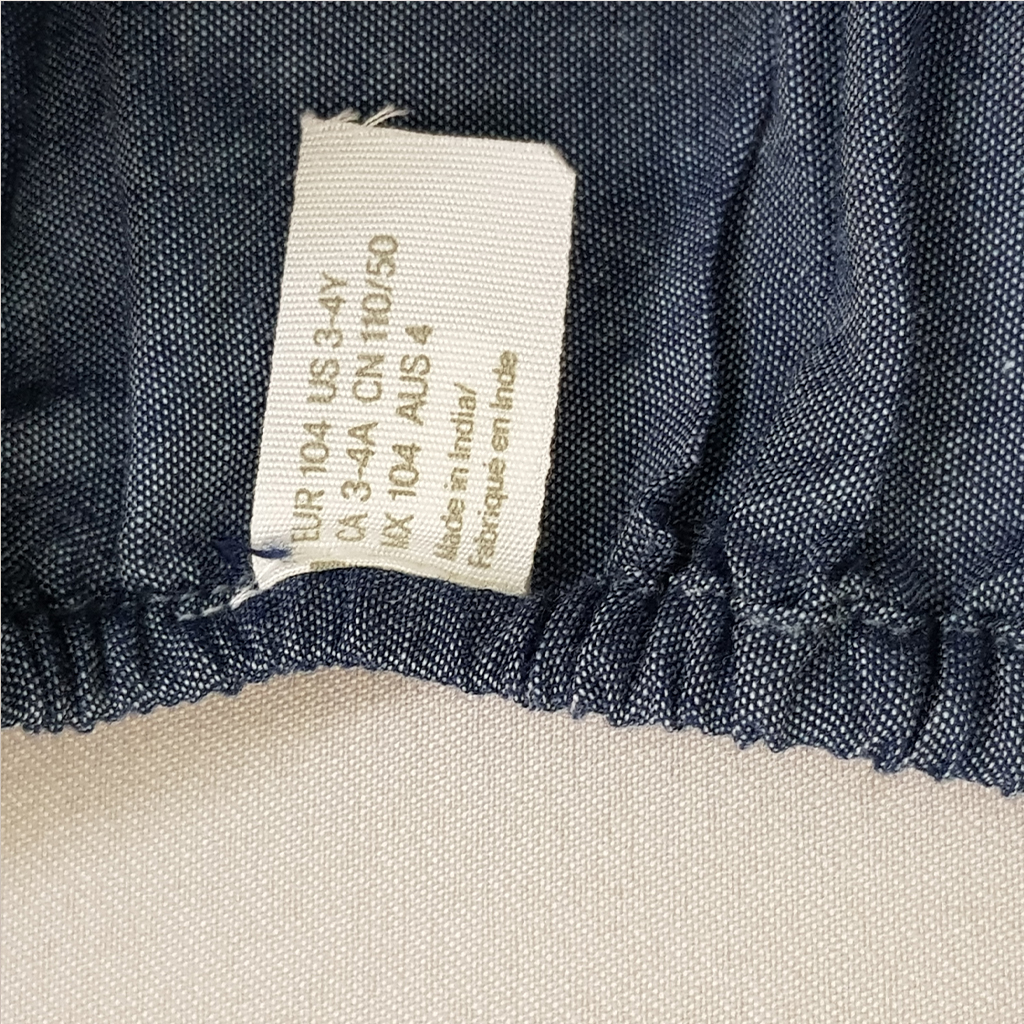 EUR 104 US 3-4Y
CA 3-4A CN 110/50
MX 104 AUS 4
Made in India/
Fabriqué en Inde